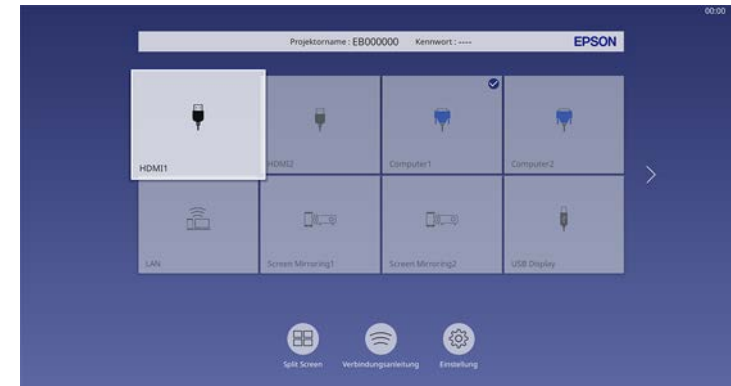 00:00
Projektorname : EB000000 Kennwort : ---- EPSON
HDMI1 HDMI2 Computer1 Computer2
LAN Screen Mirroring1 Screen Mirroring2 USB Display
Split Screen Verbindungsanleitung Einstellung